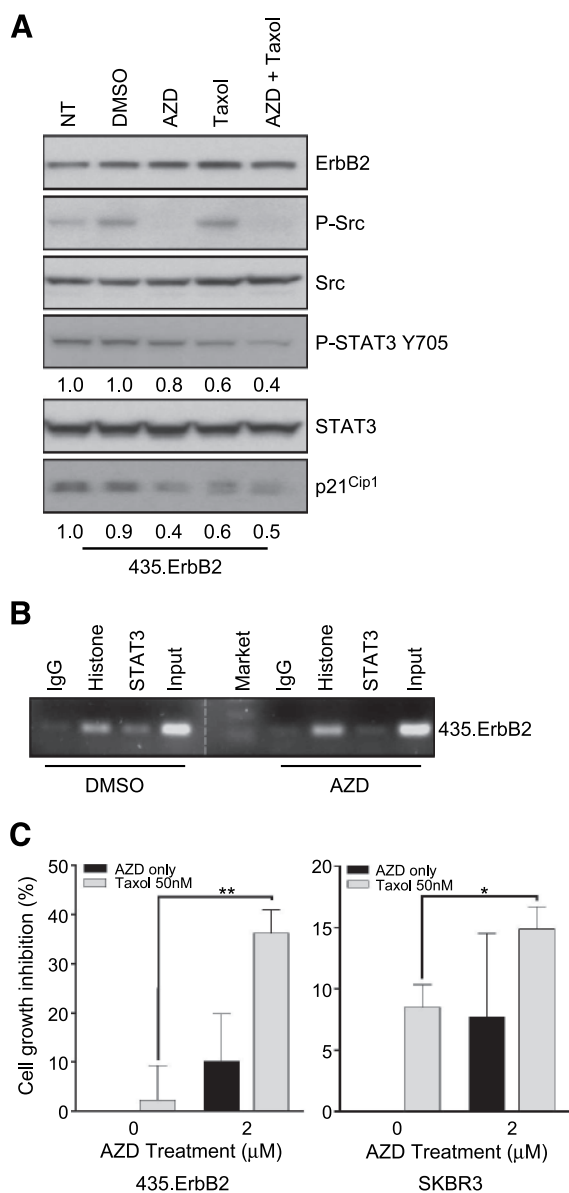 A
NT DMSO AZD Taxol AZD + Taxol
ErbB2
P-Src
Src
P-STAT3 Y705
1.0 1.0 0.8 0.6 0.4
STAT3
p21Cip1
1.0 0.9 0.4 0.6 0.5
435.ErbB2
B
IgG Histone STAT3 Input Market IgG Histone STAT3 Input
435.ErbB2
DMSO AZD
C
Cell growth inhibition (%)
50
40
30
20
10
0
AZD only
Taxol 50nM
**
0 2
AZD Treatment (μM)
435.ErbB2
20
15
10
5
0
AZD only
Taxol 50nM
*
0 2
AZD Treatment (μM)
SKBR3